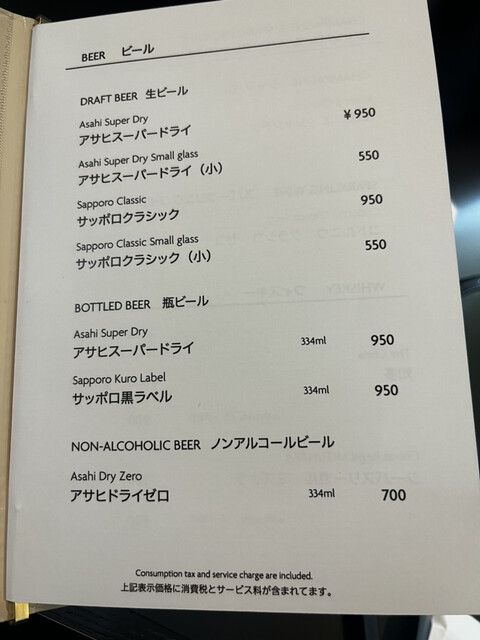 BEER ビール
DRAFT BEER 生ビール
Asahi Super Dry
アサヒスーパードライ
¥950
Asahi Super Dry Small glass
アサヒスーパードライ（小）
550
Sapporo Classic
サッポロクラシック
950
Sapporo Classic Small glass
サッポロクラシック（小）
550
BOTTLED BEER 瓶ビール
Asahi Super Dry
アサヒスーパードライ
334ml 950
Sapporo Kuro Label
サッポロ黒ラベル
334ml 950
NON-ALCOHOLIC BEER ノンアルコールビール
Asahi Dry Zero
アサヒドライゼロ
334ml 700
Consumption tax and service charge are included.
上記表示価格に消費税とサービス料が含まれてます。